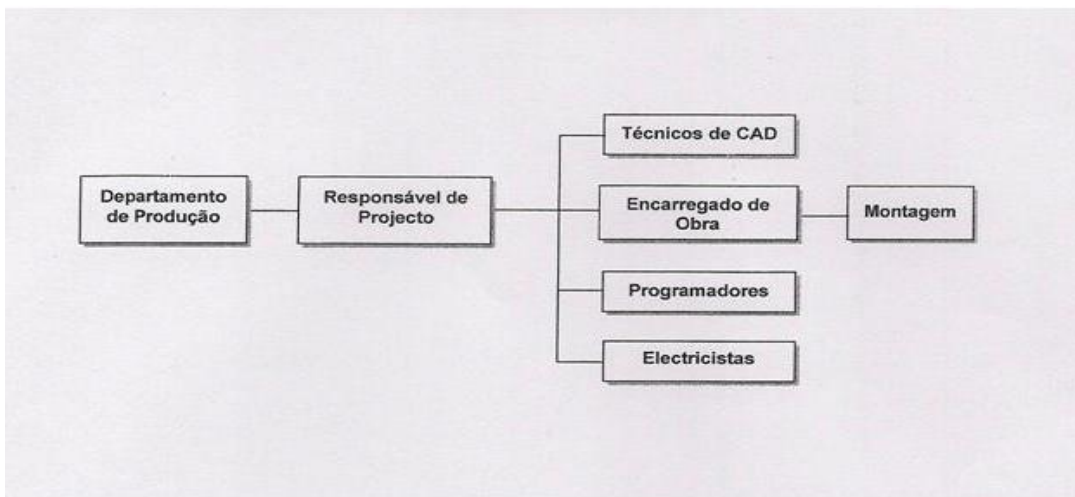 Departamento
de Produção
Responsável de
Projecto
Técnicos de CAD
Encarregado de
Obra
Montagem
Programadores
Electricistas